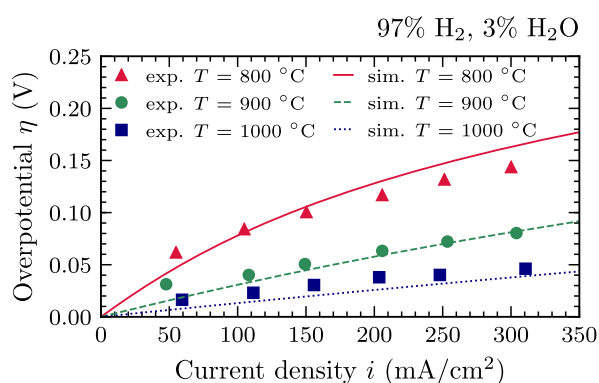 97% H₂, 3% H₂O
Overpotential η (V)
0.25
0.20
0.15
0.10
0.05
0.00
exp. T = 800 °C
exp. T = 900 °C
exp. T = 1000 °C
sim. T = 800 °C
sim. T = 900 °C
sim. T = 1000 °C
0 50 100 150 200 250 300 350
Current density i (mA/cm²)